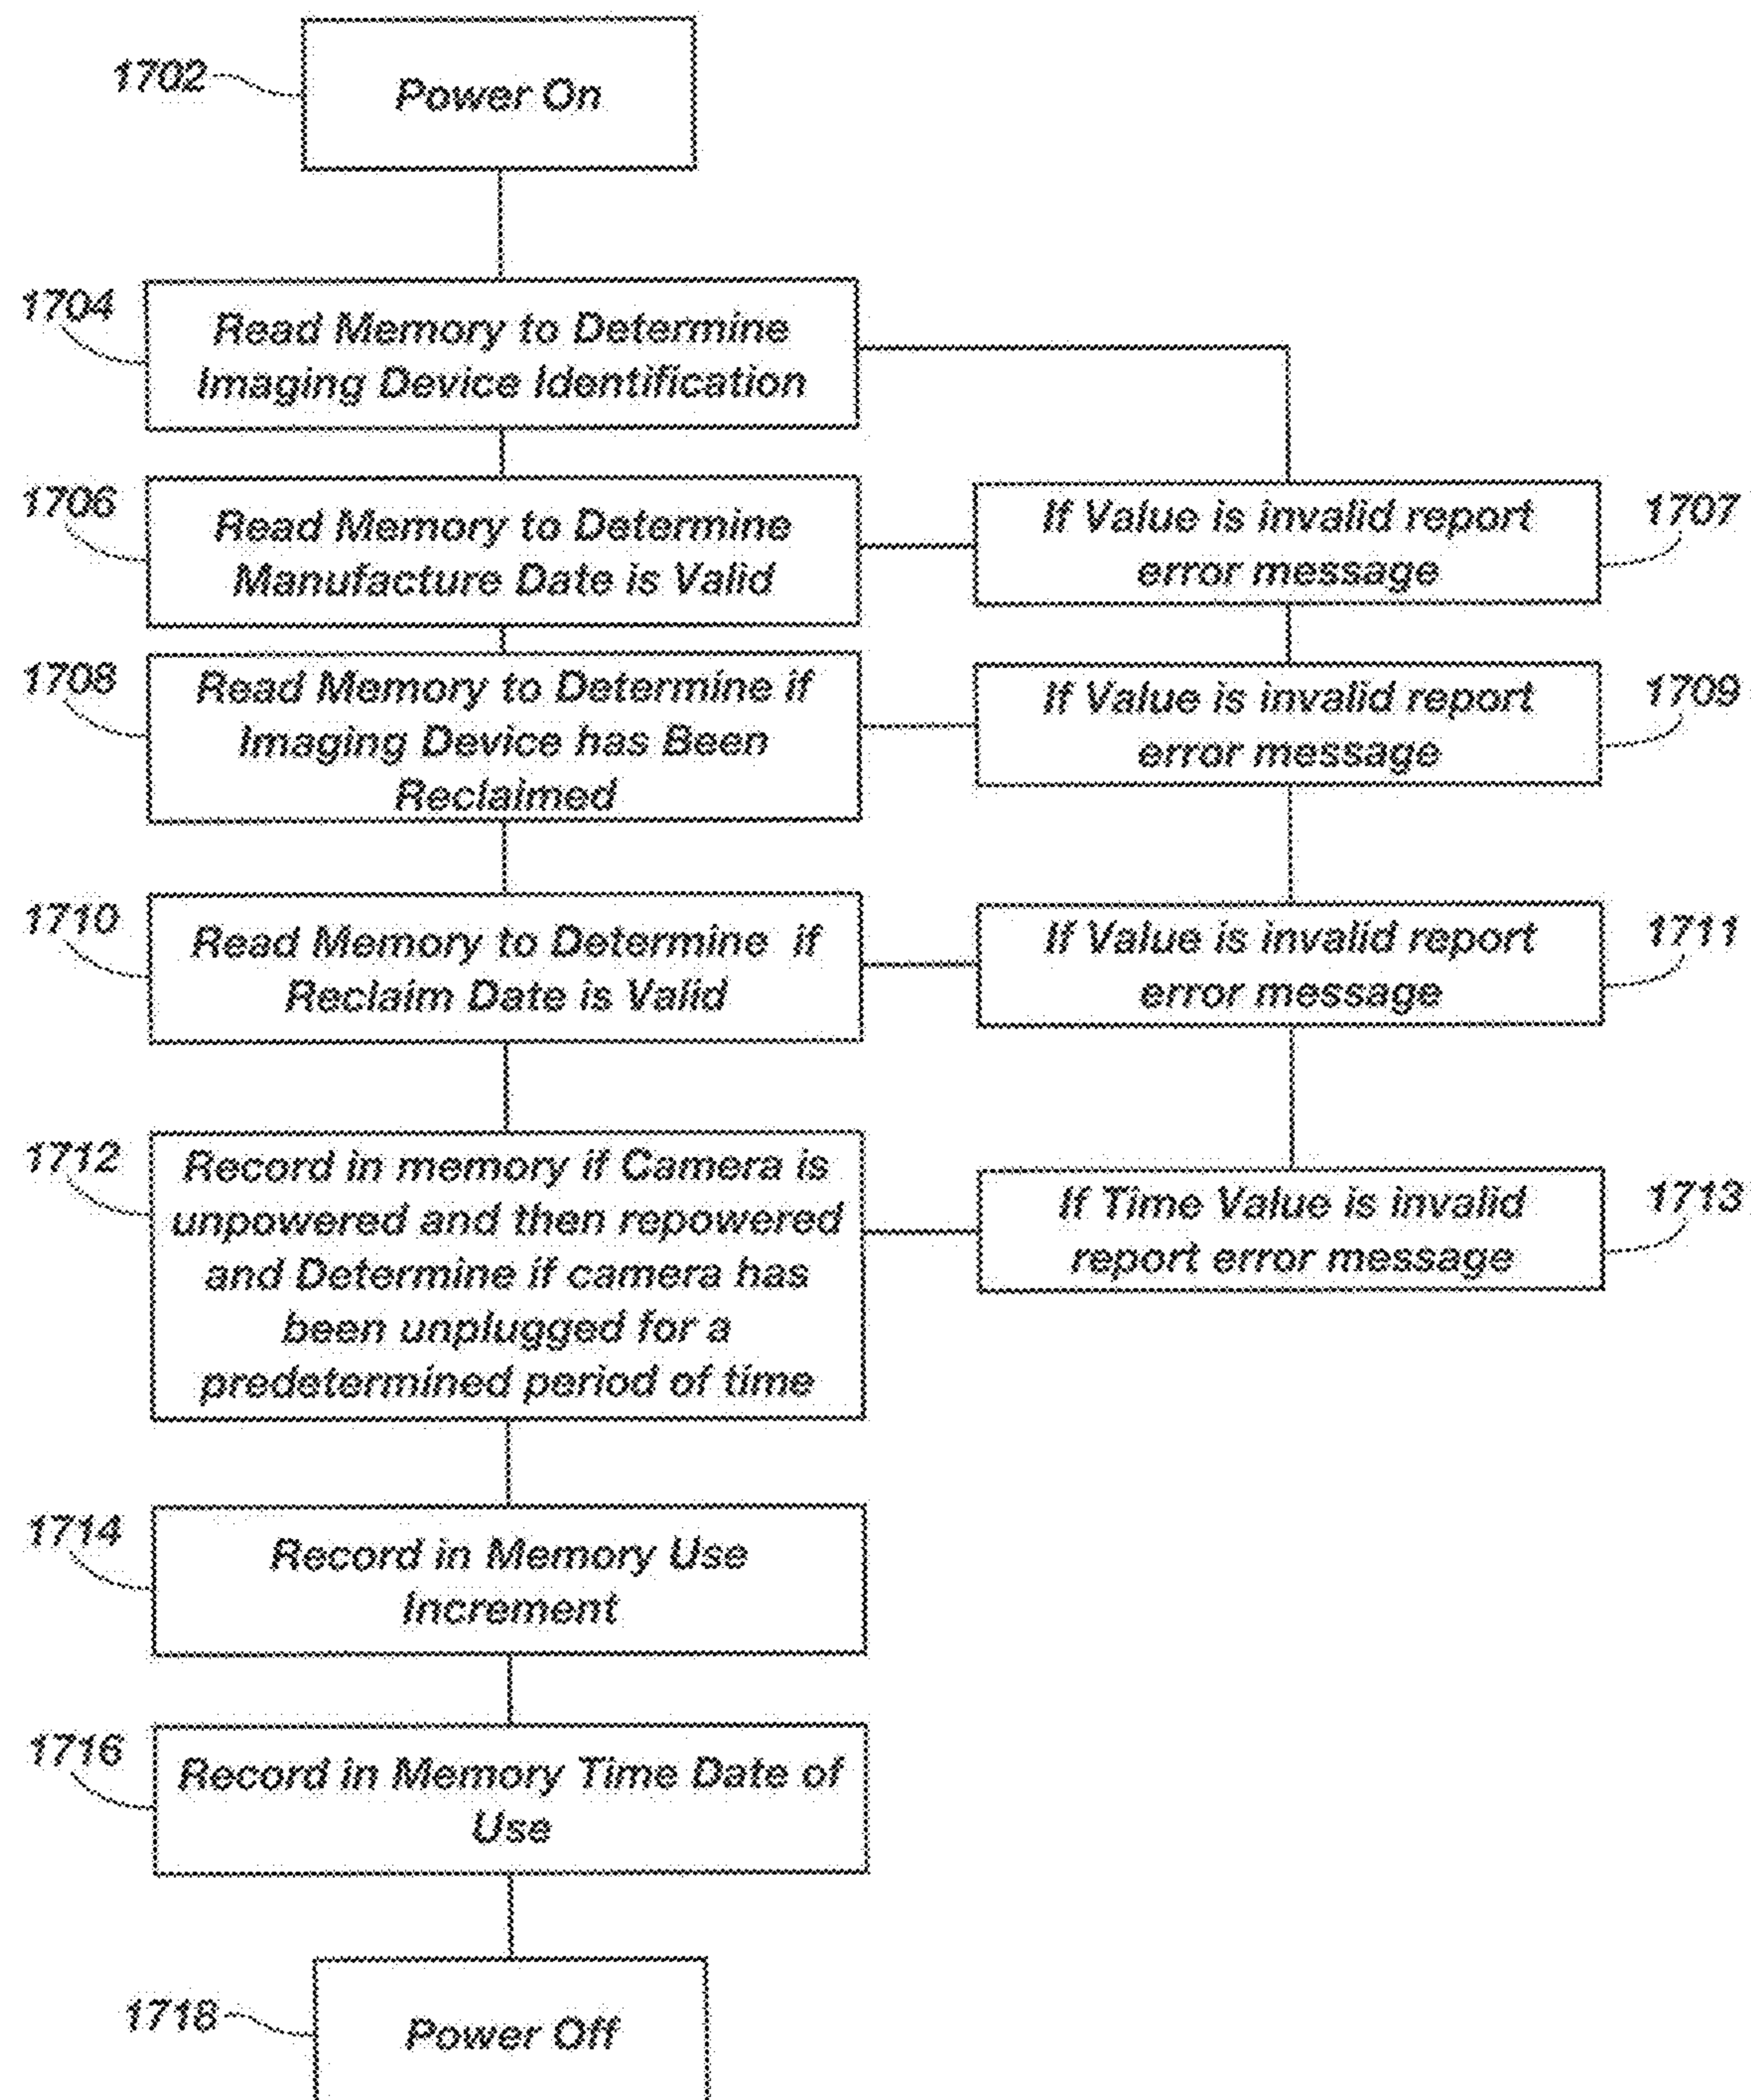 1702
Power On
1704
Read Memory to Determine
Imaging Device Identification
1706
Read Memory to Determine
Manufacture Date is Valid
If Value is invalid report
error message
1707
1708
Read Memory to Determine if
Imaging Device has Been
Reclaimed
If Value is invalid report
error message
1709
1710
Read Memory to Determine if
Reclaim Date is Valid
If Value is invalid report
error message
1711
1712
Record in memory if Camera is
unpowered and then repowered
and Determine if camera has
been unplugged for a
predetermined period of time
If Time Value is invalid
report error message
1713
1714
Record in Memory Use
Increment
1716
Record in Memory Time Date of
Use
1718
Power Off